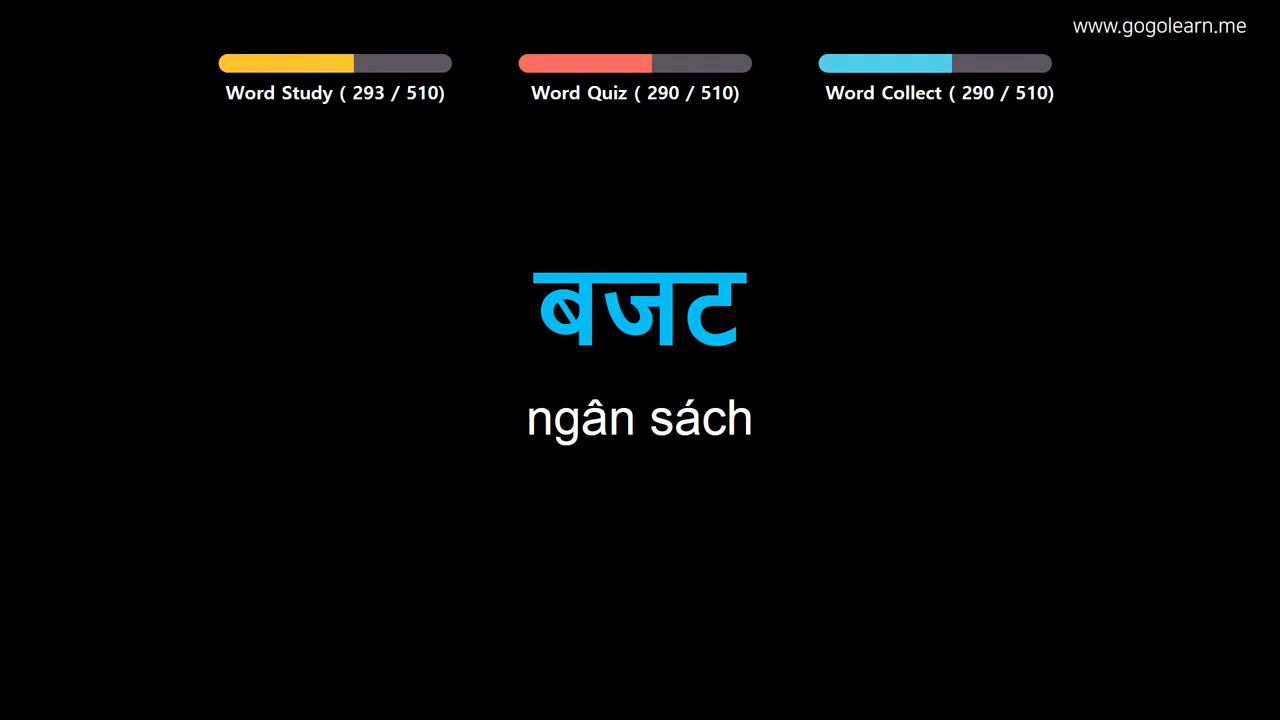 www.gogolearn.me
Word Study ( 293 / 510)
Word Quiz ( 290 / 510)
Word Collect ( 290 / 510)
बजट
ngân sách